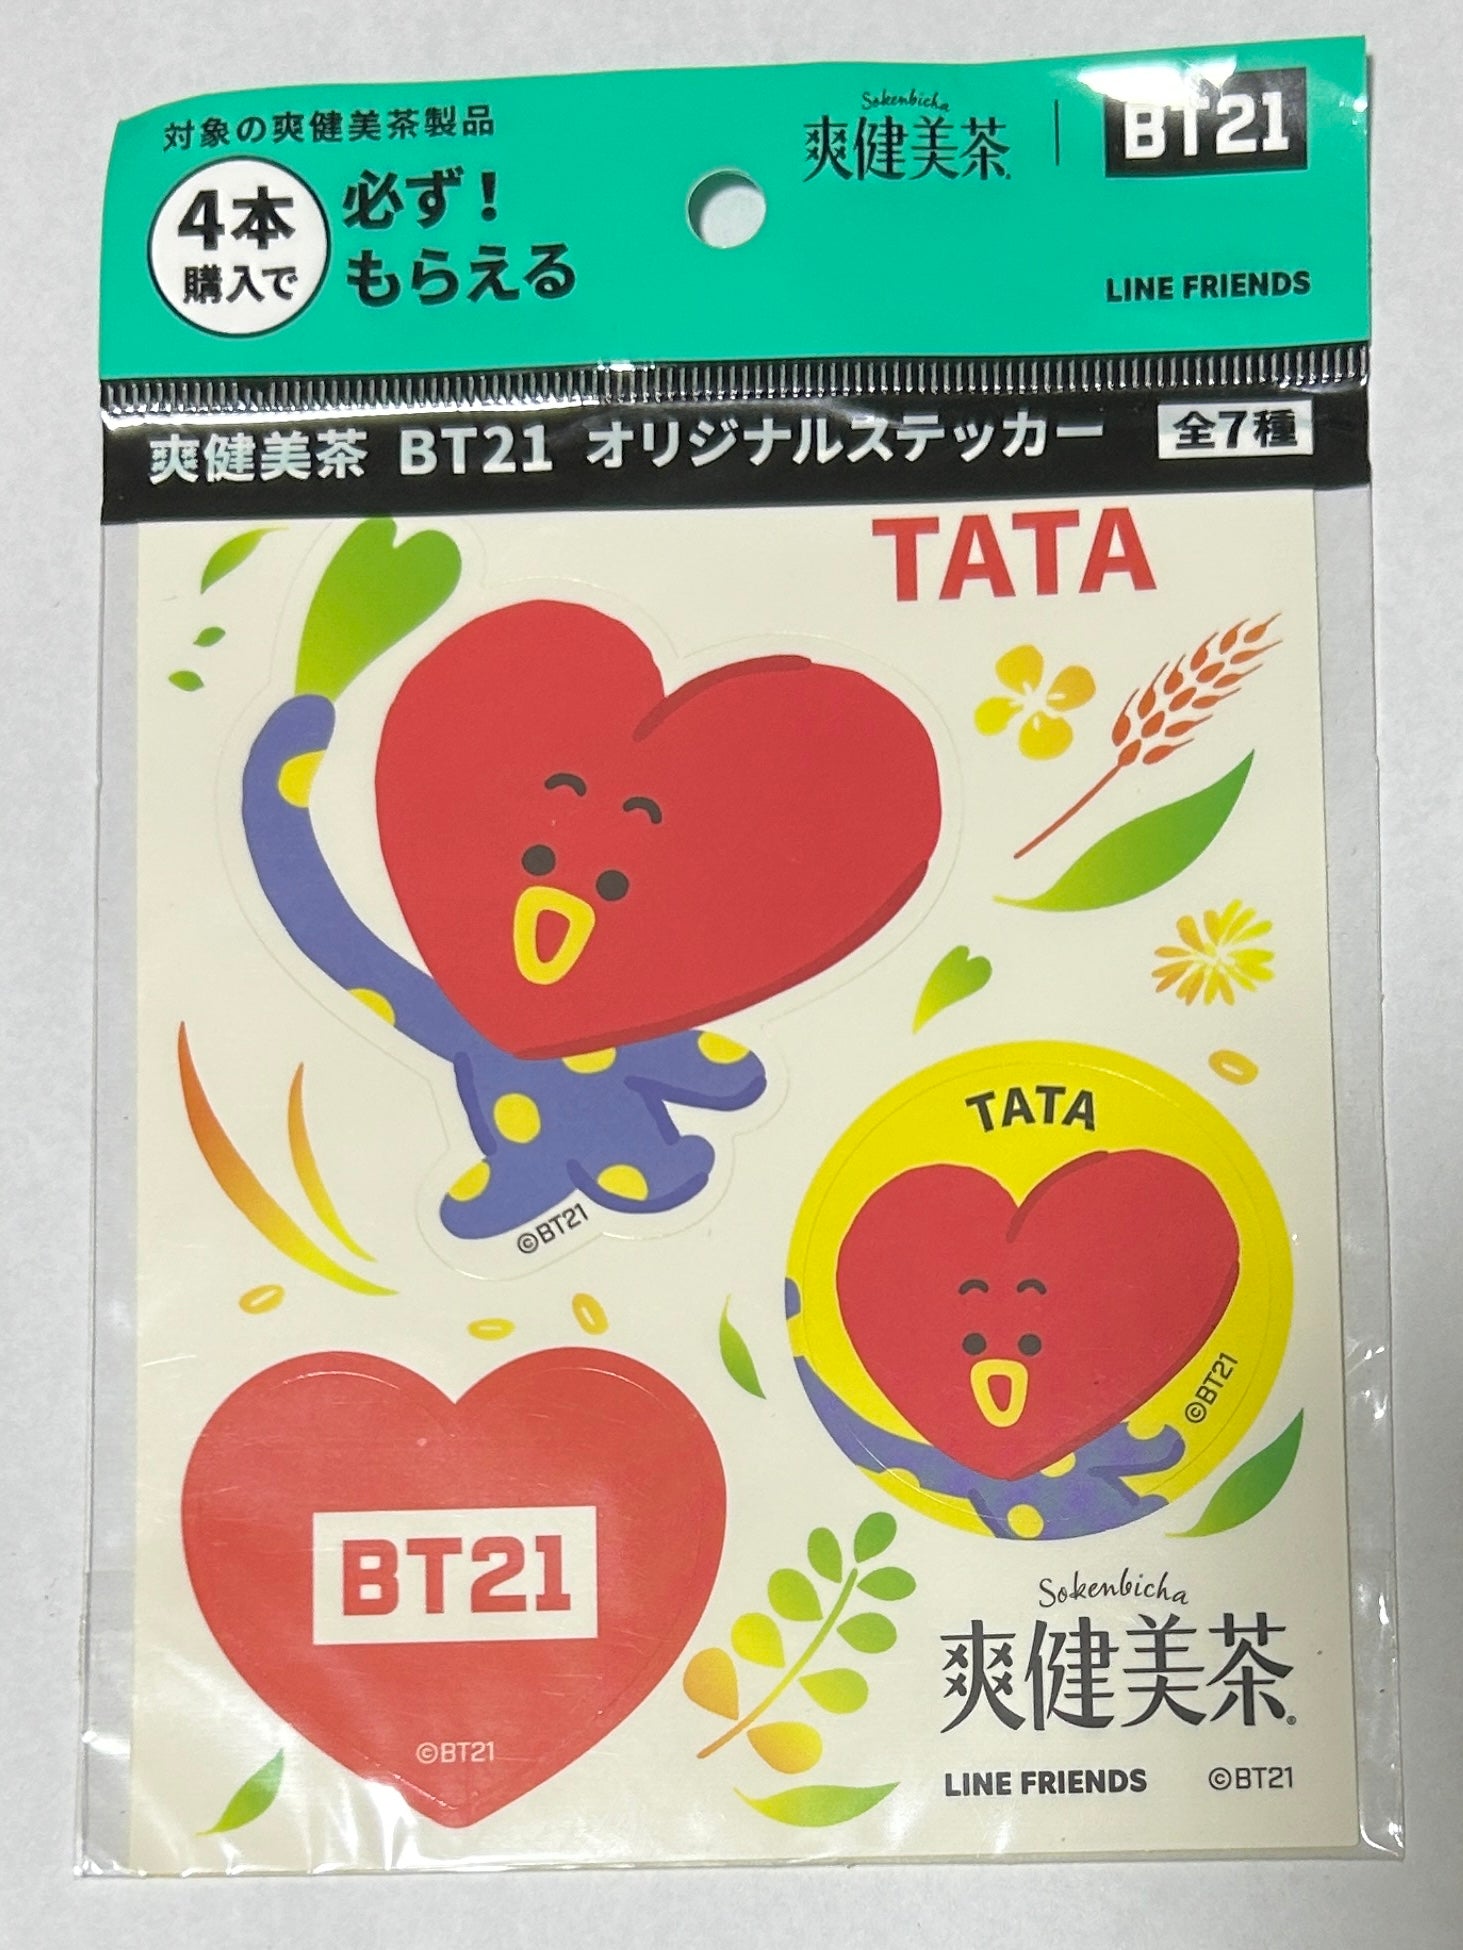 対象の爽健美茶製品
4本
購入で
必ず!
もらえる
Sokenbicha
爽健美茶
BT21
LINE FRIENDS
爽健美茶 BT21 オリジナルステッカー 全7種
TATA
©BT21
TATA
©BT21
BT21
©BT21
Sokenbicha
爽健美茶®
LINE FRIENDS ©BT21